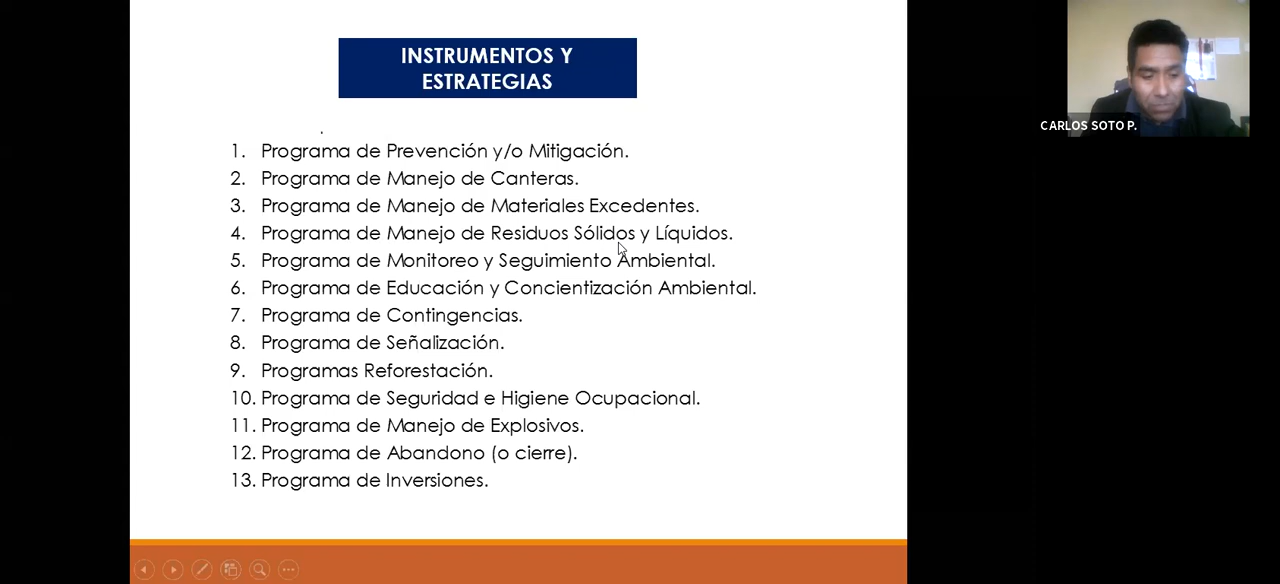 INSTRUMENTOS Y
ESTRATEGIAS
1. Programa de Prevención y/o Mitigación.
2. Programa de Manejo de Canteras.
3. Programa de Manejo de Materiales Excedentes.
4. Programa de Manejo de Residuos Sólidos y Líquidos.
5. Programa de Monitoreo y Seguimiento Ambiental.
6. Programa de Educación y Concientización Ambiental.
7. Programa de Contingencias.
8. Programa de Señalización.
9. Programas Reforestación.
10. Programa de Seguridad e Higiene Ocupacional.
11. Programa de Manejo de Explosivos.
12. Programa de Abandono (o cierre).
13. Programa de Inversiones.
CARLOS SOTO P.